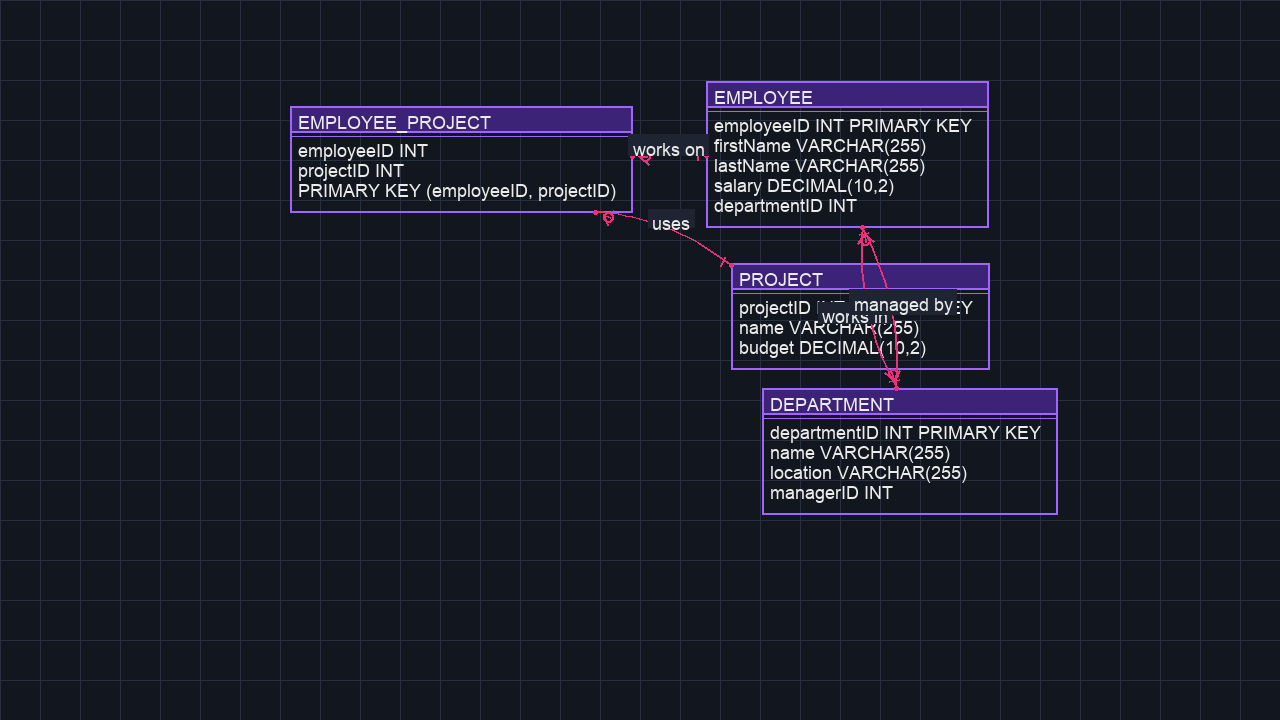 EMPLOYEE_PROJECT
employeeID INT
projectID INT
PRIMARY KEY (employeeID, projectID)
works on
EMPLOYEE
employeeID INT PRIMARY KEY
firstName VARCHAR(255)
lastName VARCHAR(255)
salary DECIMAL(10,2)
departmentID INT
uses
PROJECT
projectID
managed by
works in
name VARCHAR(255)
budget DECIMAL(10,2)
DEPARTMENT
departmentID INT PRIMARY KEY
name VARCHAR(255)
location VARCHAR(255)
managerID INT